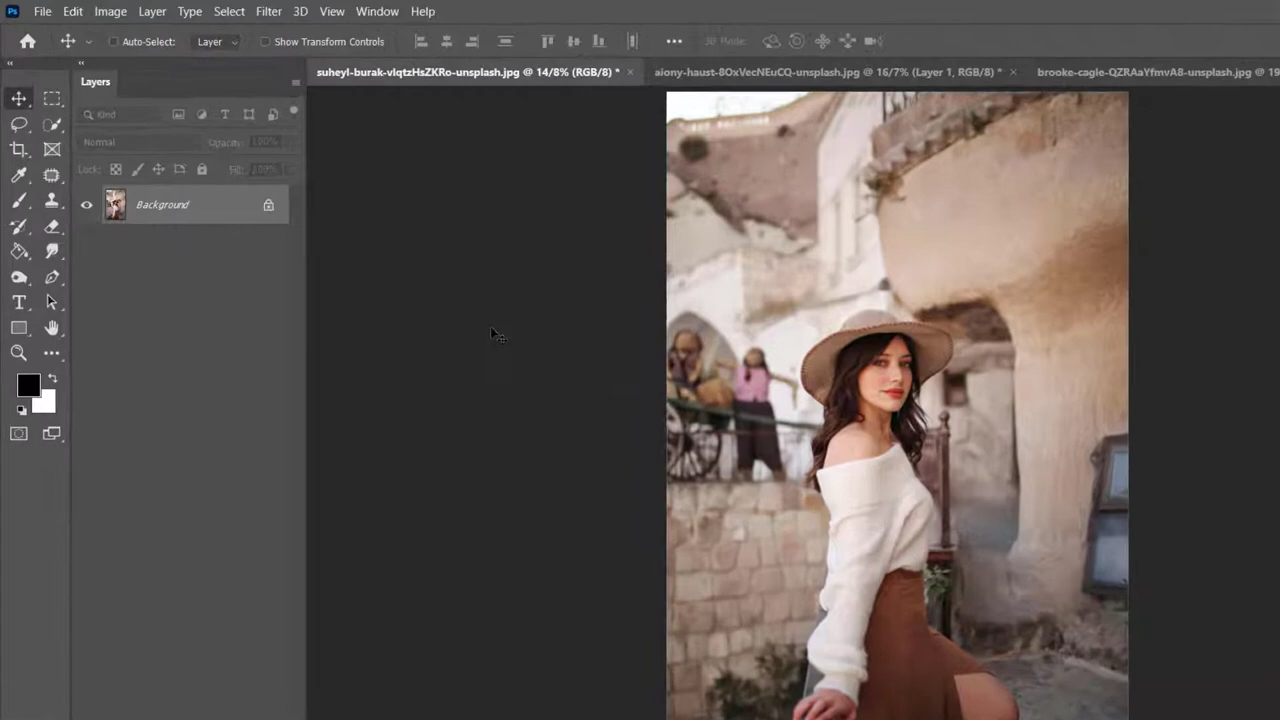 Ps File Edit Image Layer Type Select Filter 3D View Window Help
Auto-Select: Layer Show Transform Controls 3D Mode:
Layers
suheyl-burak-vlqtzHsZKRo-unsplash.jpg @ 14/8% (RGB/8) *
aiony-haust-8OxVecNEuCQ-unsplash.jpg @ 16/7% (Layer 1, RGB/8) *
brooke-cagle-QZRAaYfmvA8-unsplash.jpg @ 19
Kind
Normal Opacity: 100%
Lock: Fill: 100%
Background